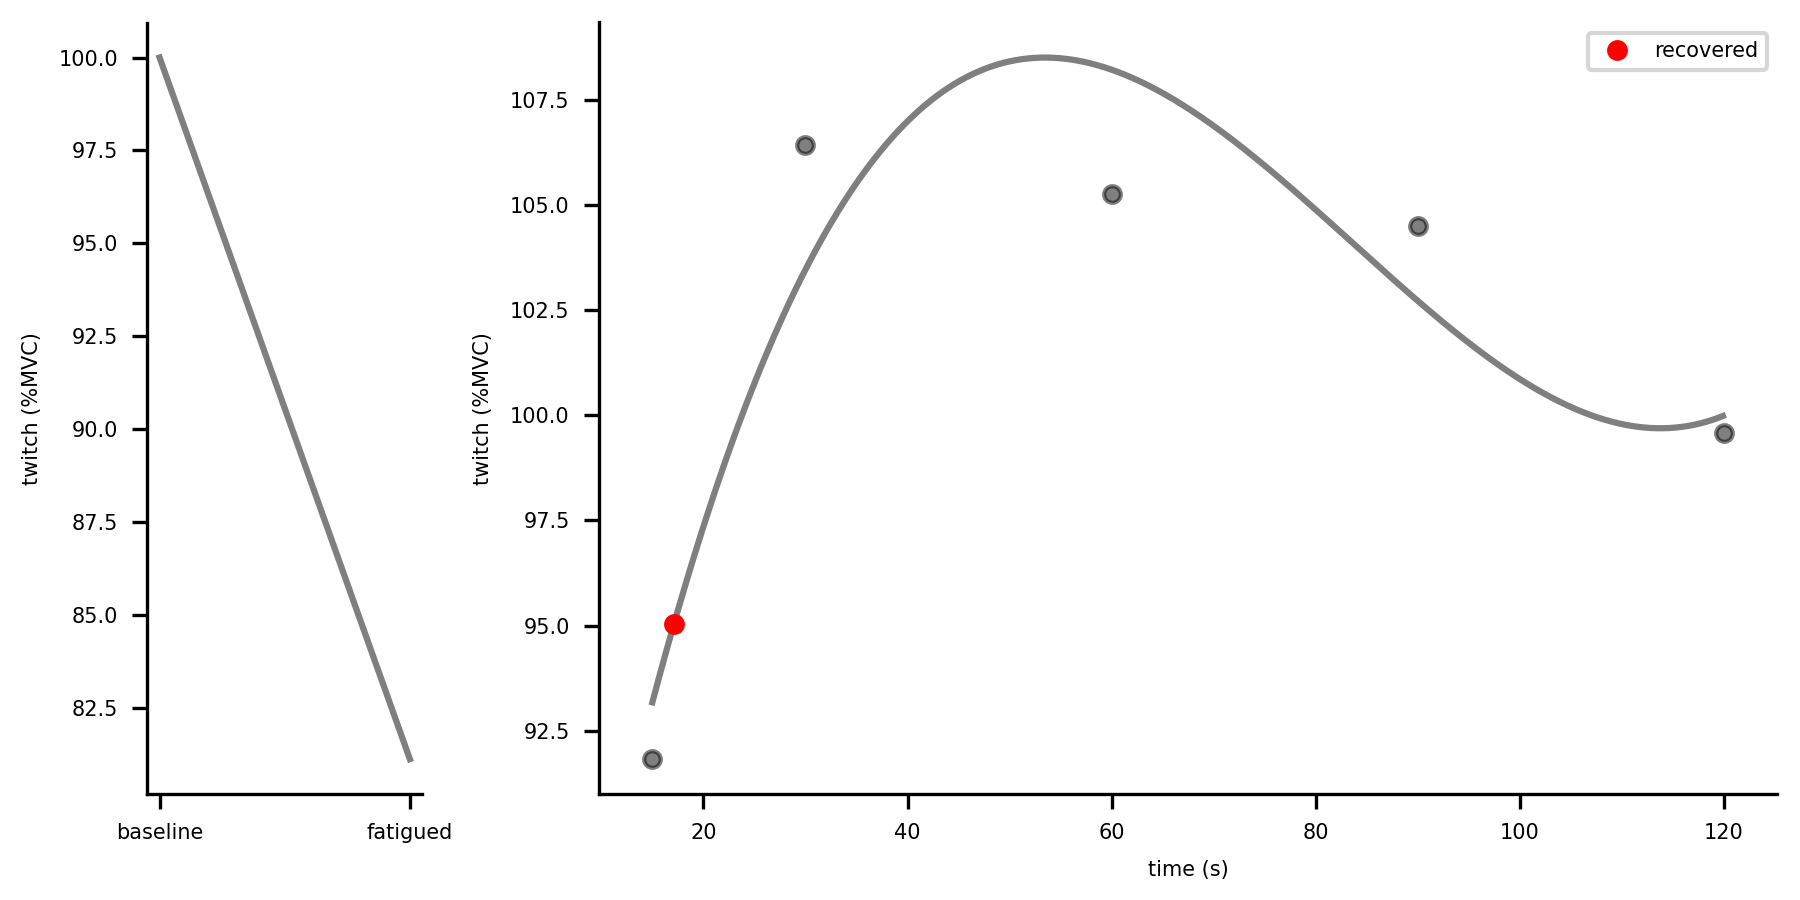 twitch (%MVC)
100.0
97.5
95.0
92.5
90.0
87.5
85.0
82.5
baseline fatigued
twitch (%MVC)
107.5
105.0
102.5
100.0
97.5
95.0
92.5
20 40 60 80 100 120
time (s)
recovered